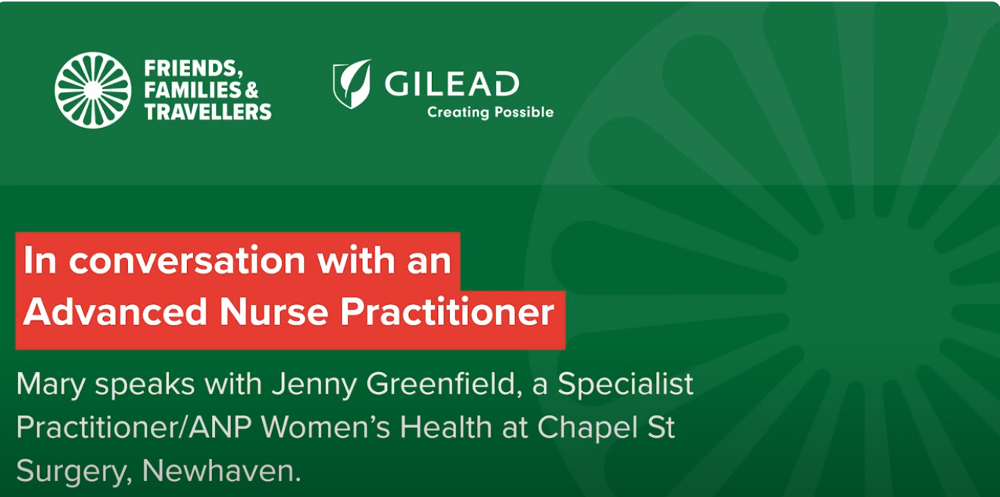 FRIENDS,
FAMILIES &
TRAVELLERS
GILEAD
Creating Possible
In conversation with an
Advanced Nurse Practitioner
Mary speaks with Jenny Greenfield, a Specialist
Practitioner/ANP Women’s Health at Chapel St
Surgery, Newhaven.